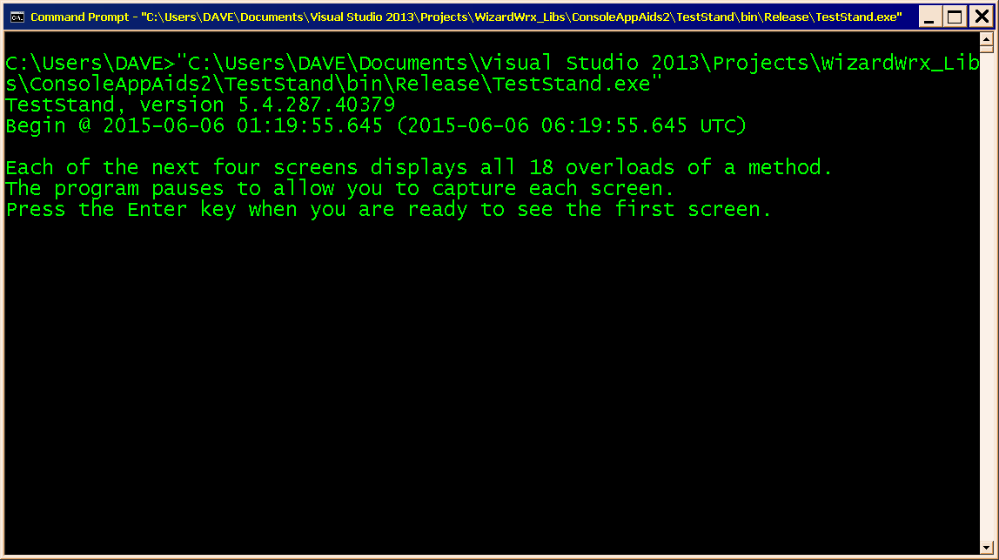 Command Prompt - "C:\Users\DAVE\Documents\Visual Studio 2013\Projects\WizardWrx_Libs\ConsoleAppAids2\TestStand\bin\Release\TestStand.exe"
C:\Users\DAVE>"C:\Users\DAVE\Documents\Visual Studio 2013\Projects\WizardWrx_Lib
s\ConsoleAppAids2\TestStand\bin\Release\TestStand.exe"
TestStand, version 5.4.287.40379
Begin @ 2015-06-06 01:19:55.645 (2015-06-06 06:19:55.645 UTC)
Each of the next four screens displays all 18 overloads of a method.
The program pauses to allow you to capture each screen.
Press the Enter key when you are ready to see the first screen.